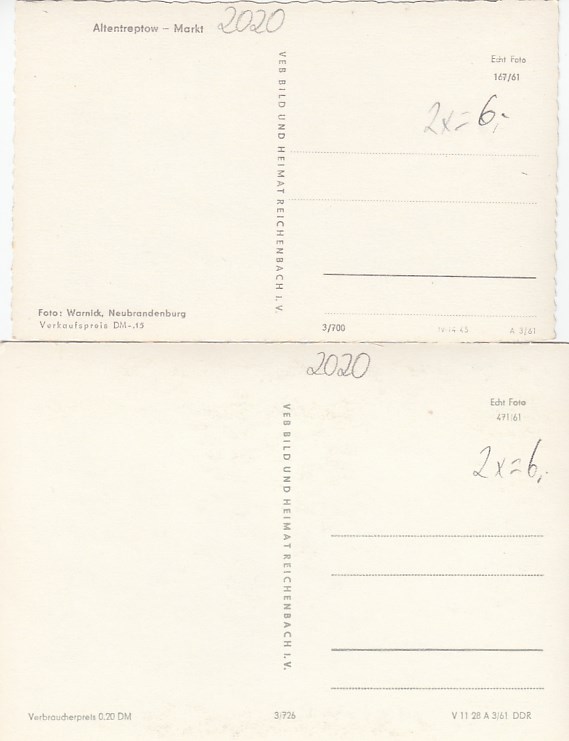 Altentreptow – Markt
2020
Echt Foto
167/61
2x=6,-
VEB BILD UND HEIMAT REICHENBACH I. V.
Foto: Warnick, Neubrandenburg
Verkaufspreis DM -.15
3/700
A 3/61
2020
Echt Foto
471/61
2x=6,-
VEB BILD UND HEIMAT REICHENBACH I. V.
Verbraucherpreis 0.20 DM
3/726
V 11 28 A 3/61 DDR